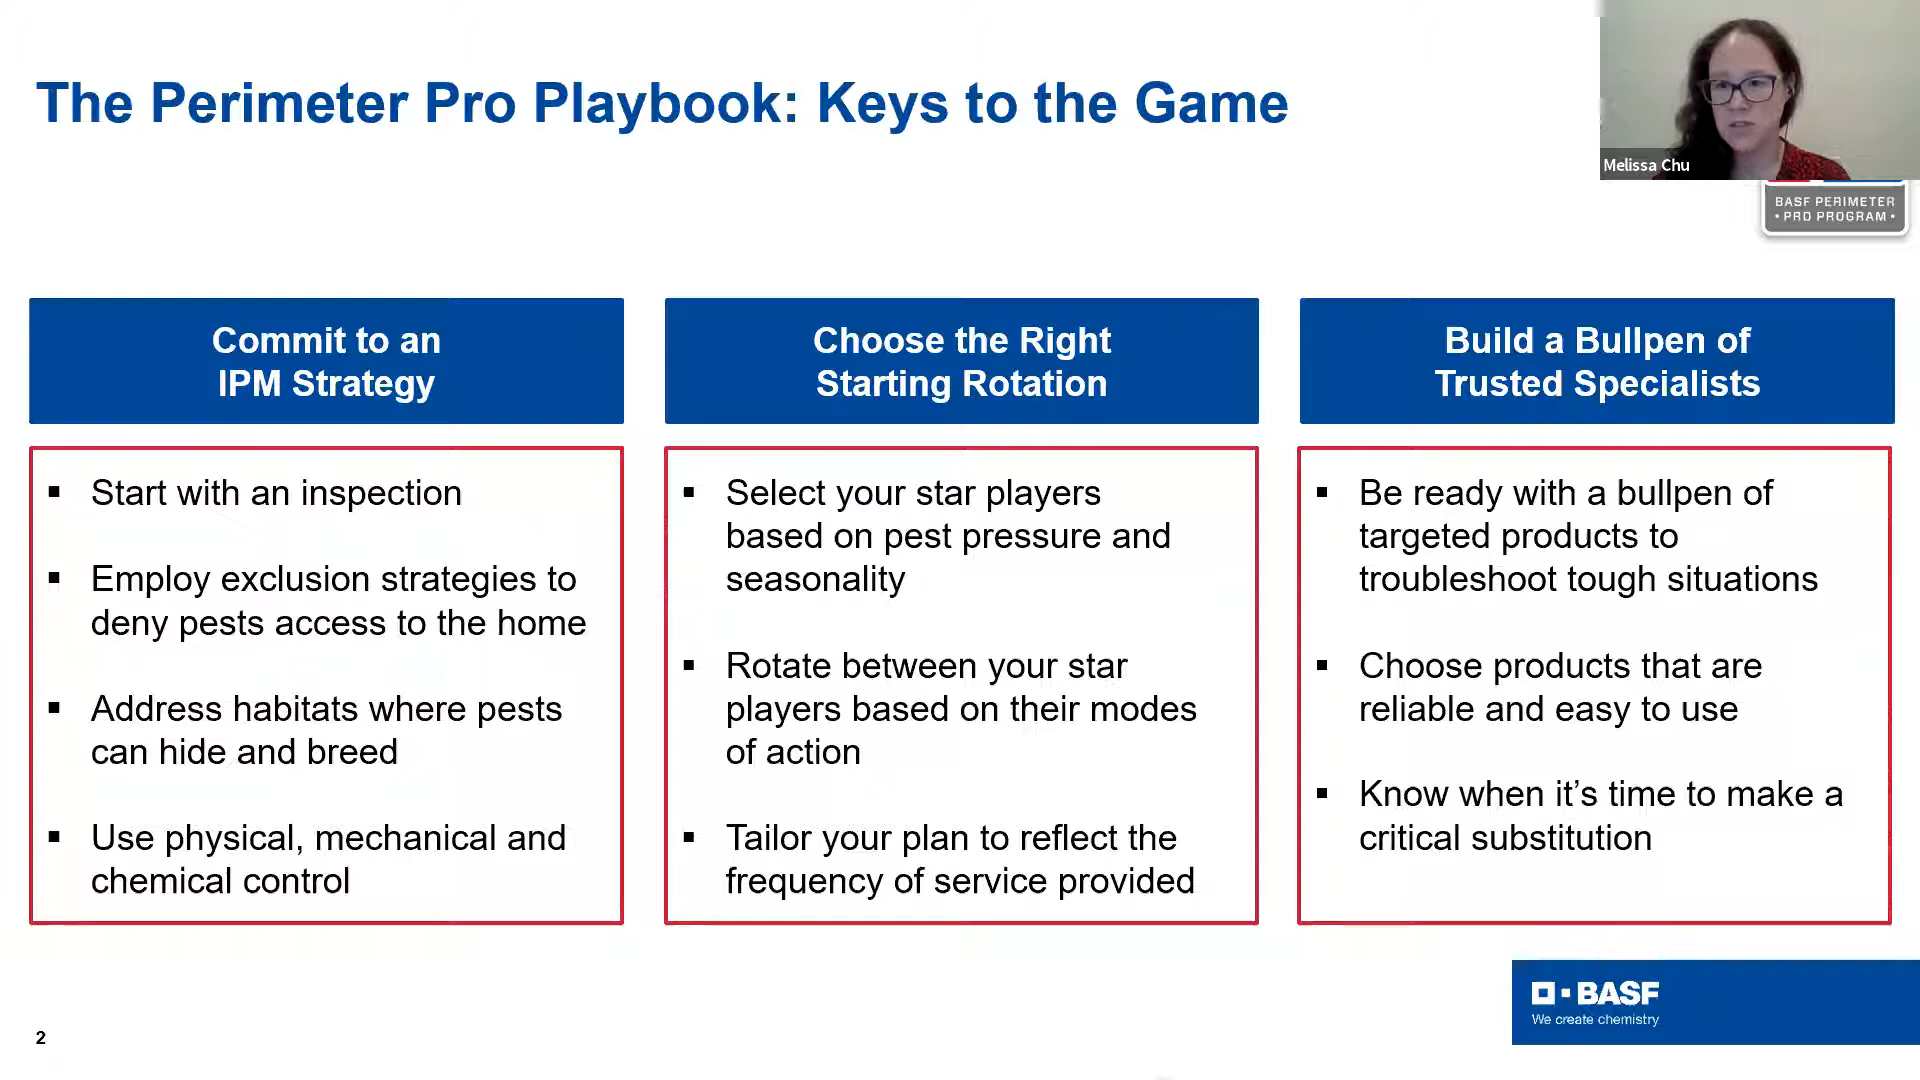 The Perimeter Pro Playbook: Keys to the Game
Melissa Chu
BASF PERIMETER
• PRO PROGRAM •
Commit to an
IPM Strategy
▪ Start with an inspection
▪ Employ exclusion strategies to
deny pests access to the home
▪ Address habitats where pests
can hide and breed
▪ Use physical, mechanical and
chemical control
Choose the Right
Starting Rotation
▪ Select your star players
based on pest pressure and
seasonality
▪ Rotate between your star
players based on their modes
of action
▪ Tailor your plan to reflect the
frequency of service provided
Build a Bullpen of
Trusted Specialists
▪ Be ready with a bullpen of
targeted products to
troubleshoot tough situations
▪ Choose products that are
reliable and easy to use
▪ Know when it’s time to make a
critical substitution
BASF
We create chemistry
2